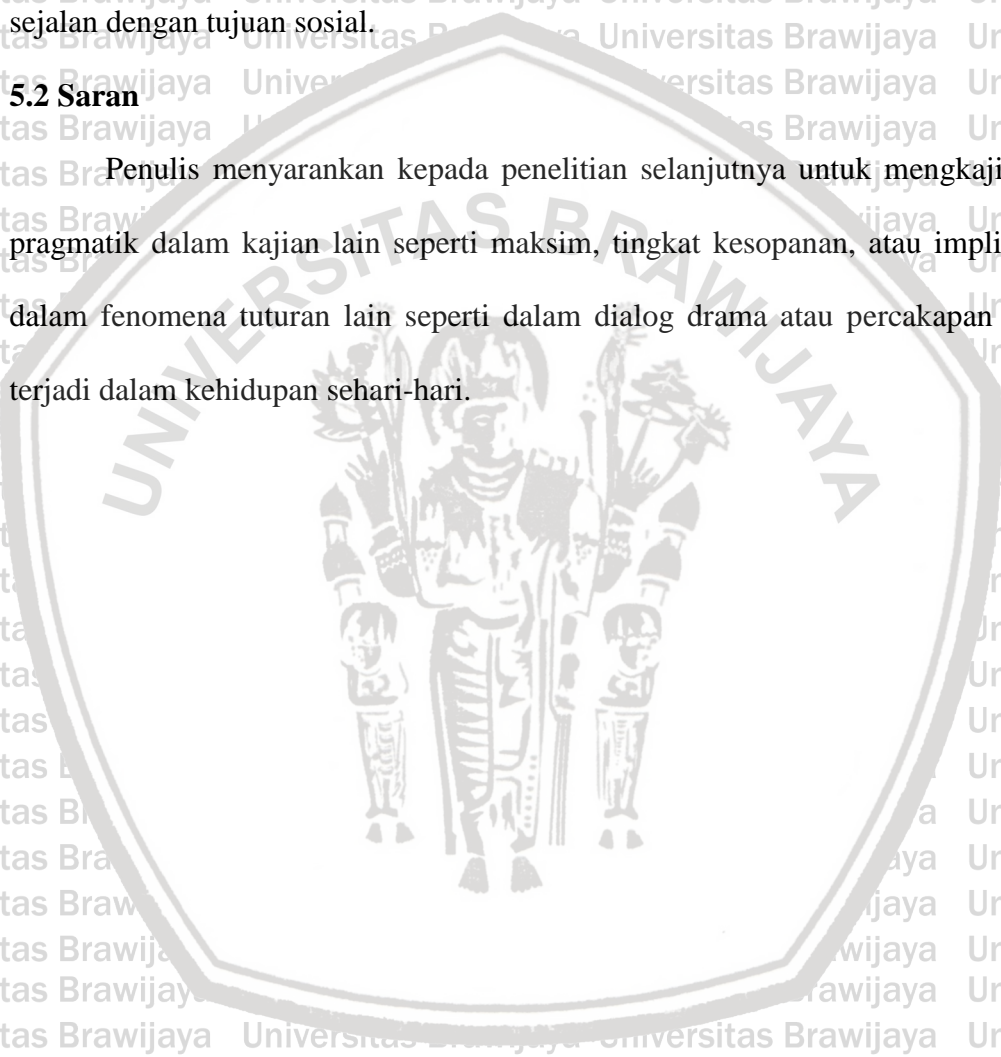 sejalan dengan tujuan sosial.
5.2 Saran
Penulis menyarankan kepada penelitian selanjutnya untuk mengkaji
pragmatik dalam kajian lain seperti maksim, tingkat kesopanan, atau impli
dalam fenomena tuturan lain seperti dalam dialog drama atau percakapan
terjadi dalam kehidupan sehari-hari.
UNIVERSITAS BRAWIJAYA